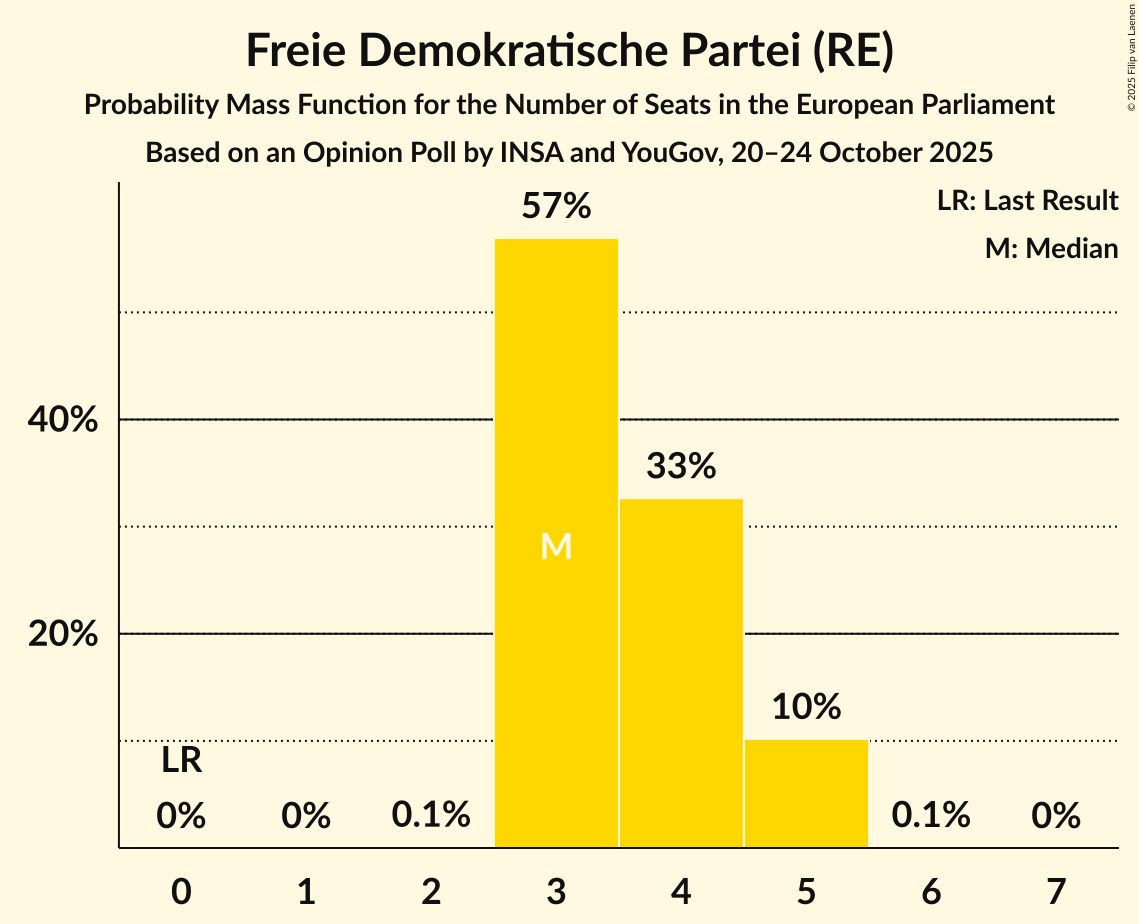 Freie Demokratische Partei (RE)
Probability Mass Function for the Number of Seats in the European Parliament
Based on an Opinion Poll by INSA and YouGov, 20–24 October 2025
© 2025 Filip van Laenen
LR: Last Result
M: Median
57%
40%
33%
M
20%
10%
LR
0% 0% 0.1% 0.1% 0%
0 1 2 3 4 5 6 7